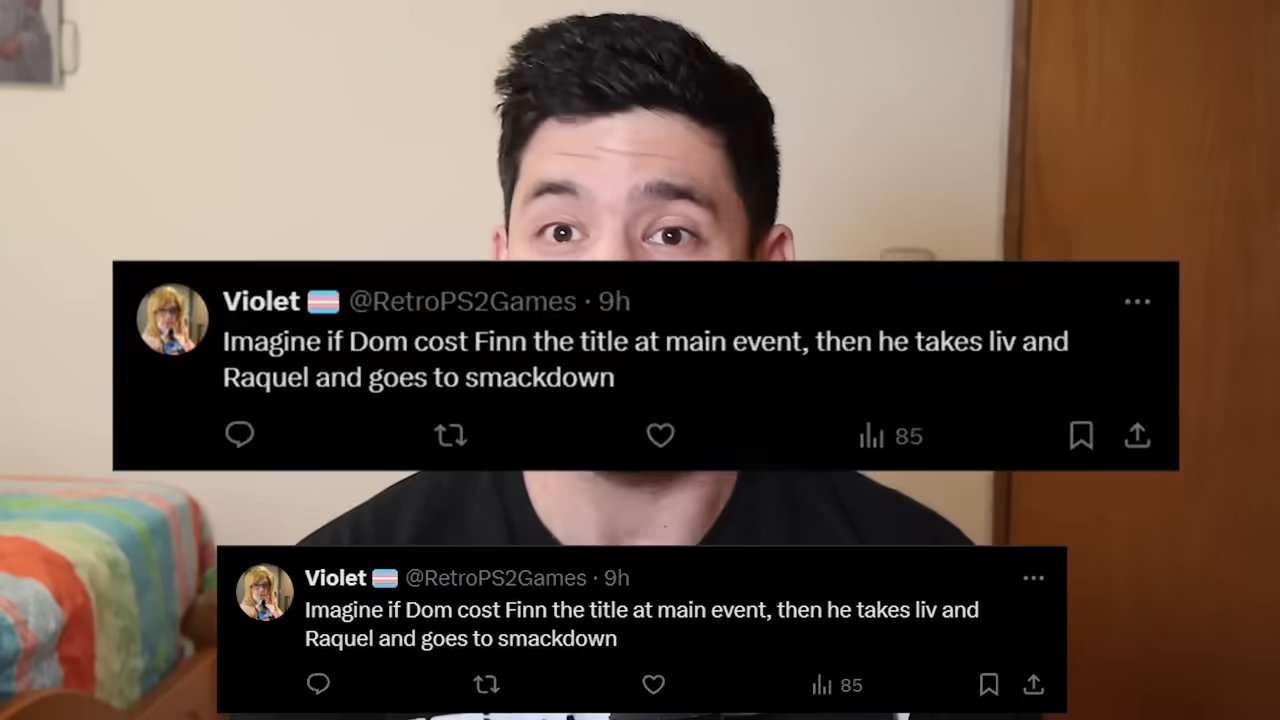 Violet @RetroPS2Games · 9h
Imagine if Dom cost Finn the title at main event, then he takes liv and
Raquel and goes to smackdown
85
Violet @RetroPS2Games · 9h
Imagine if Dom cost Finn the title at main event, then he takes liv and
Raquel and goes to smackdown
85